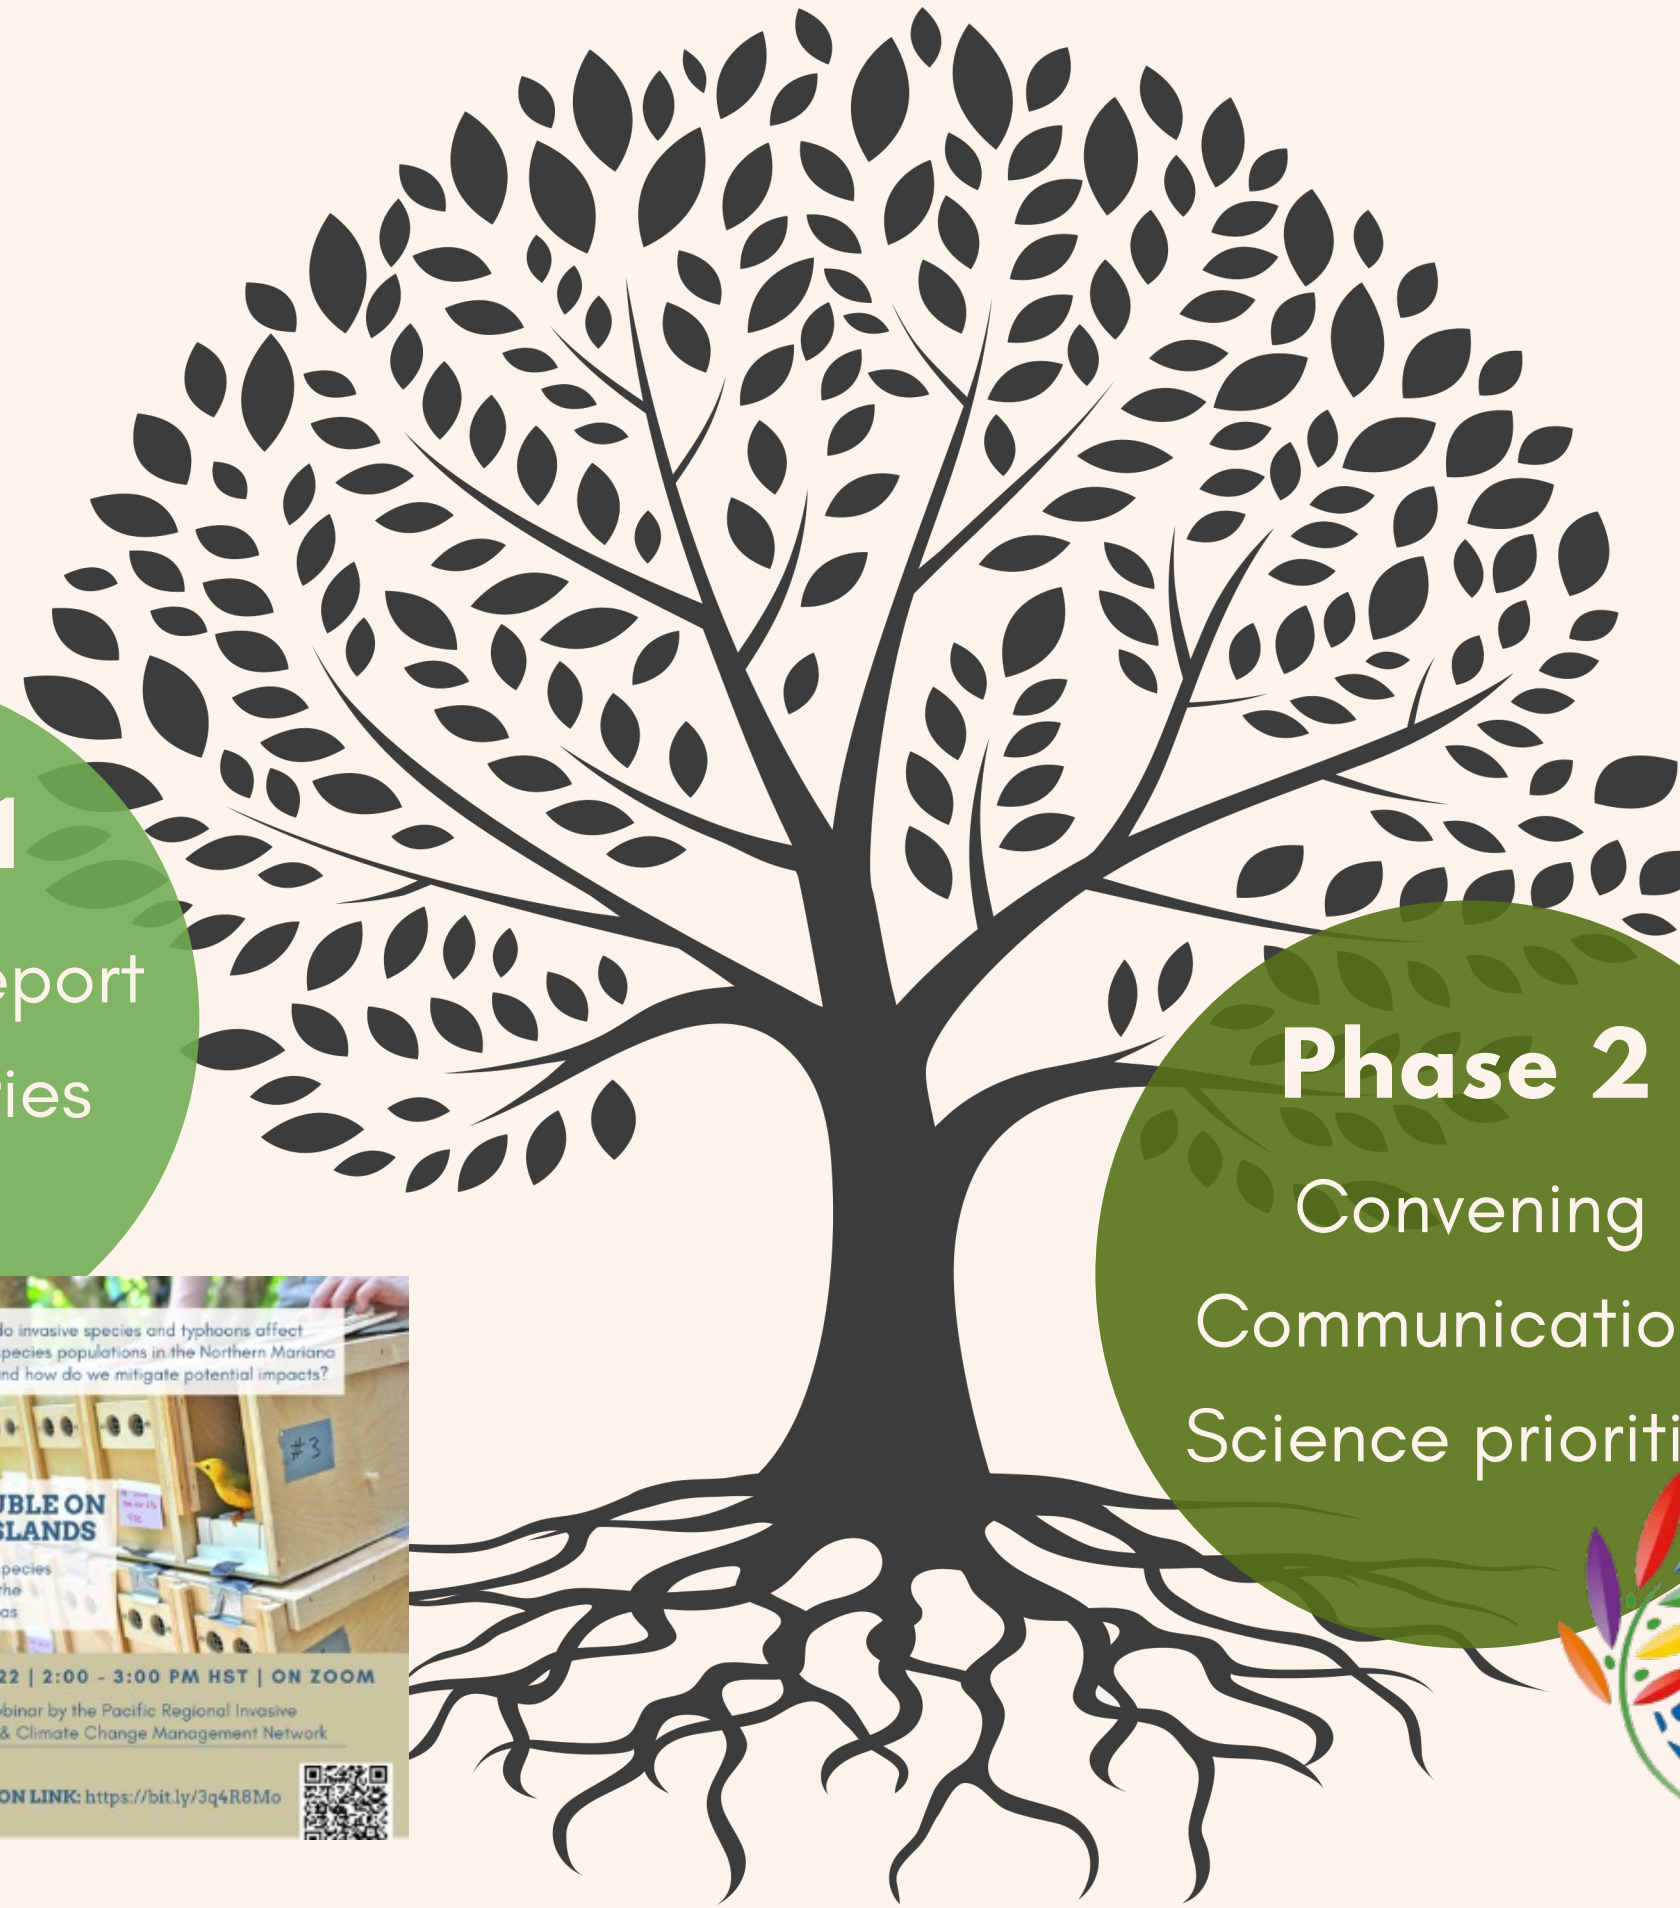 1
eport
ies
Phase 2
Convening
Communicatio
Science prioriti
do invasive species and typhoons affect
species populations in the Northern Mariana
nd how do we mitigate potential impacts?
#3
UBLE ON
SLANDS
pecies
the
as
22 | 2:00 - 3:00 PM HST | ON ZOOM
ebinar by the Pacific Regional Invasive
& Climate Change Management Network
ON LINK: https://bit.ly/3q4R8Mo